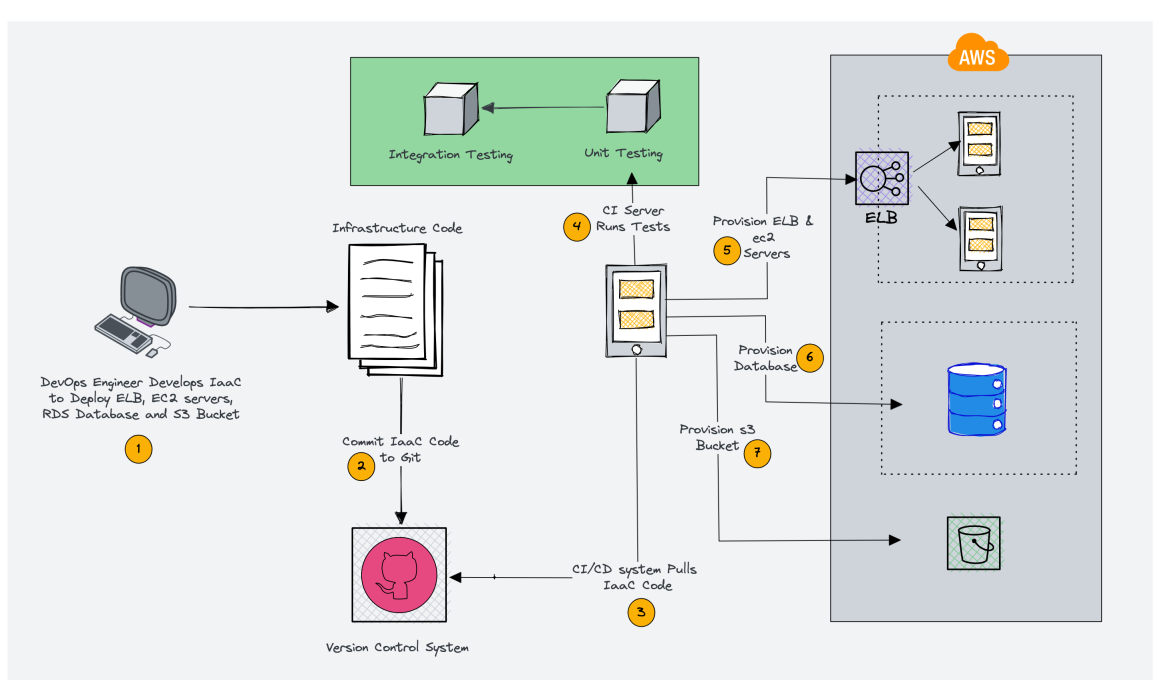 AWS
Integration Testing
Unit Testing
4
CI Server
Runs Tests
Provision ELB &
ec2
Servers
5
ELB
Infrastructure Code
DevOps Engineer Develops IaaC
to Deploy ELB, EC2 servers,
RDS Database and S3 Bucket
1
Provision
Database
6
Commit IaaC Code
to Git
2
Provision s3
Bucket
7
CI/CD system Pulls
IaaC Code
3
Version Control System